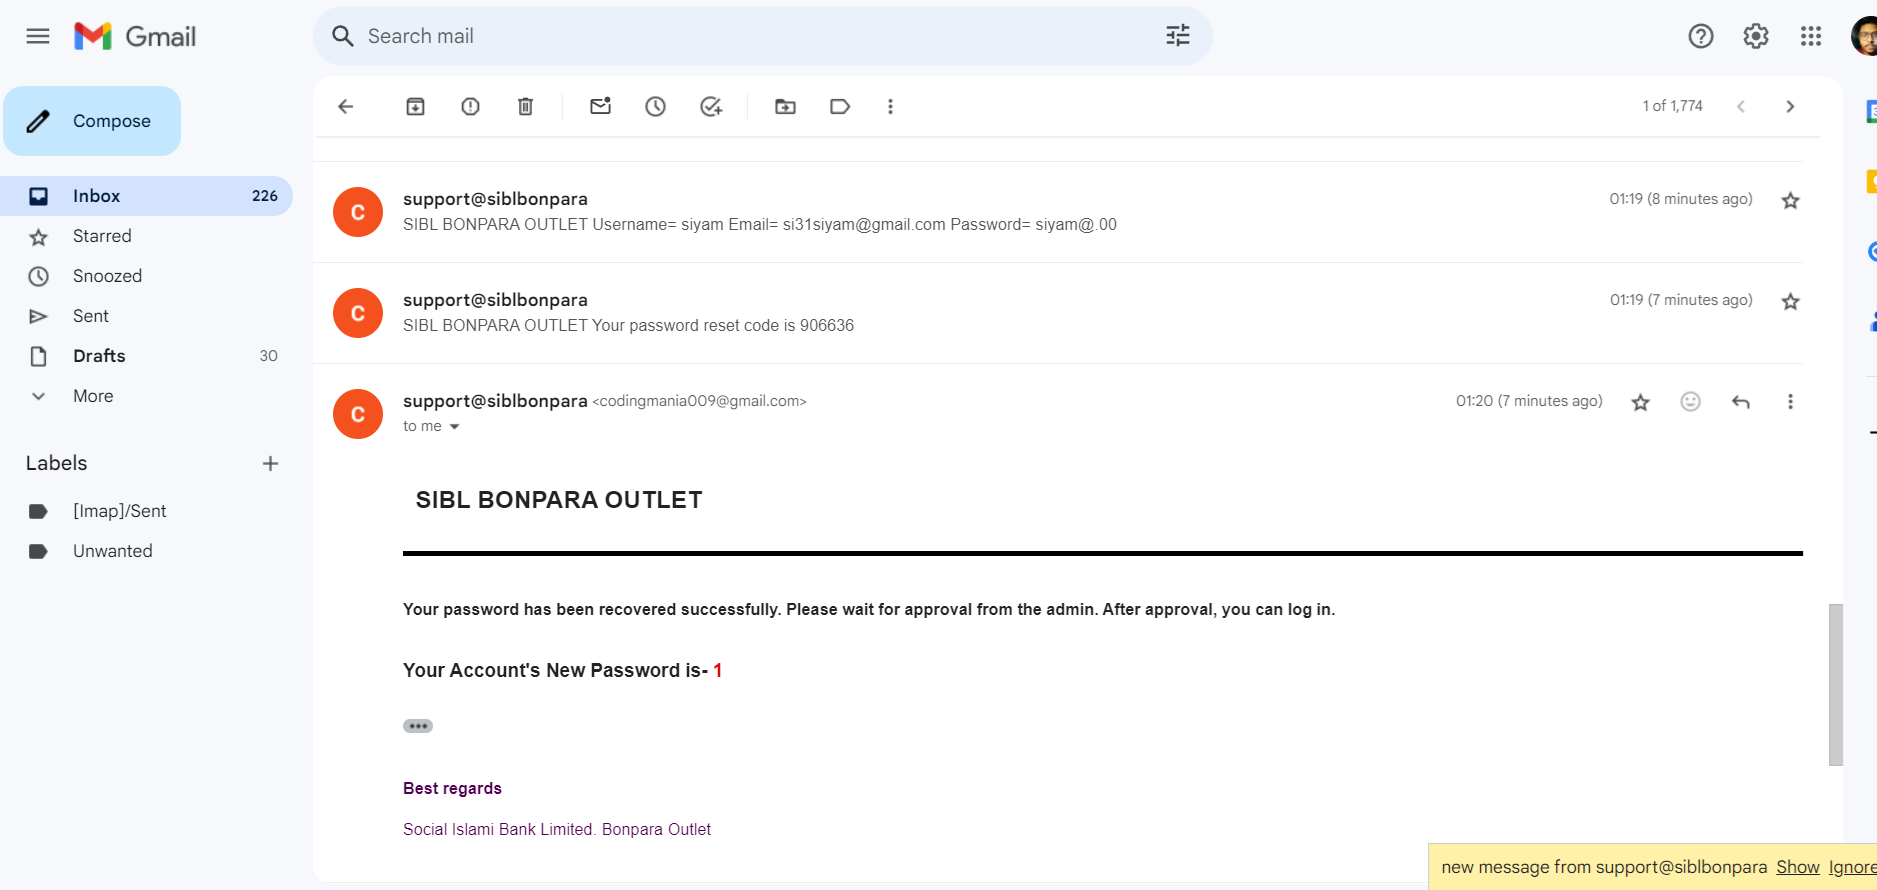 Gmail
Search mail
Compose
1 of 1,774
Inbox 226
Starred
Snoozed
Sent
Drafts 30
More
Labels
[Imap]/Sent
Unwanted
C
support@siblbonpara 01:19 (8 minutes ago)
SIBL BONPARA OUTLET Username= siyam Email= si31siyam@gmail.com Password= siyam@.00
C
support@siblbonpara 01:19 (7 minutes ago)
SIBL BONPARA OUTLET Your password reset code is 906636
C
support@siblbonpara <codingmania009@gmail.com> 01:20 (7 minutes ago)
to me
SIBL BONPARA OUTLET
Your password has been recovered successfully. Please wait for approval from the admin. After approval, you can log in.
Your Account's New Password is- 1
Best regards
Social Islami Bank Limited. Bonpara Outlet
new message from support@siblbonpara Show Ignore